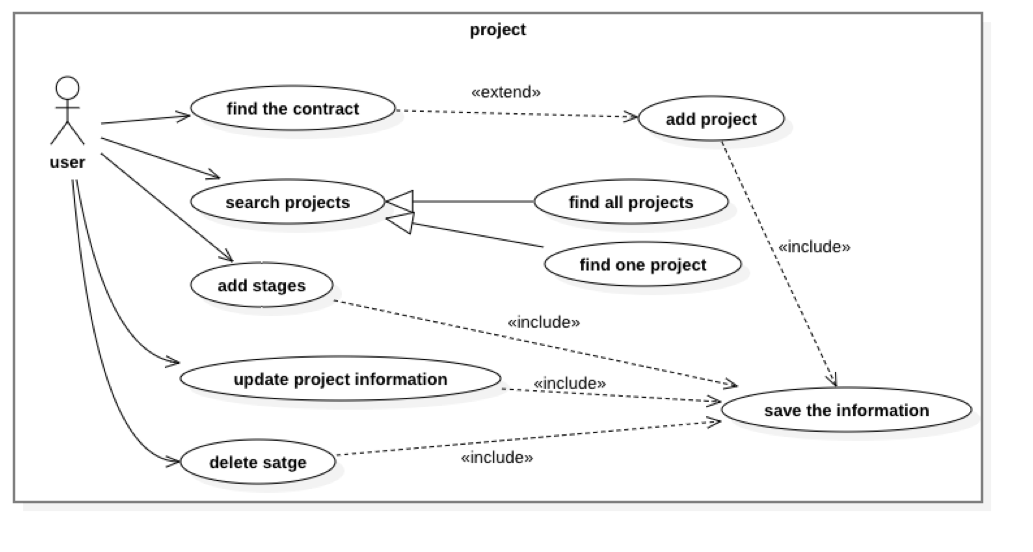 project
«extend»
find the contract
add project
user
search projects
find all projects
«include»
find one project
add stages
«include»
update project information
«include»
save the information
delete satge
«include»